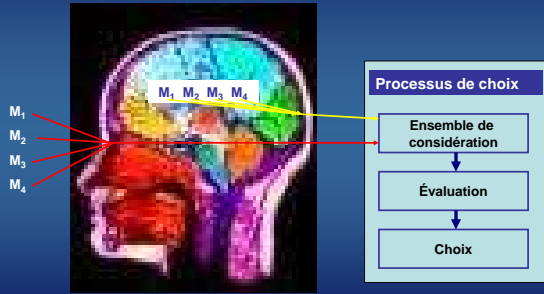 M₁ M₂ M₃ M₄
M₁
M₂
M₃
M₄
Processus de choix
Ensemble de
considération
Évaluation
Choix